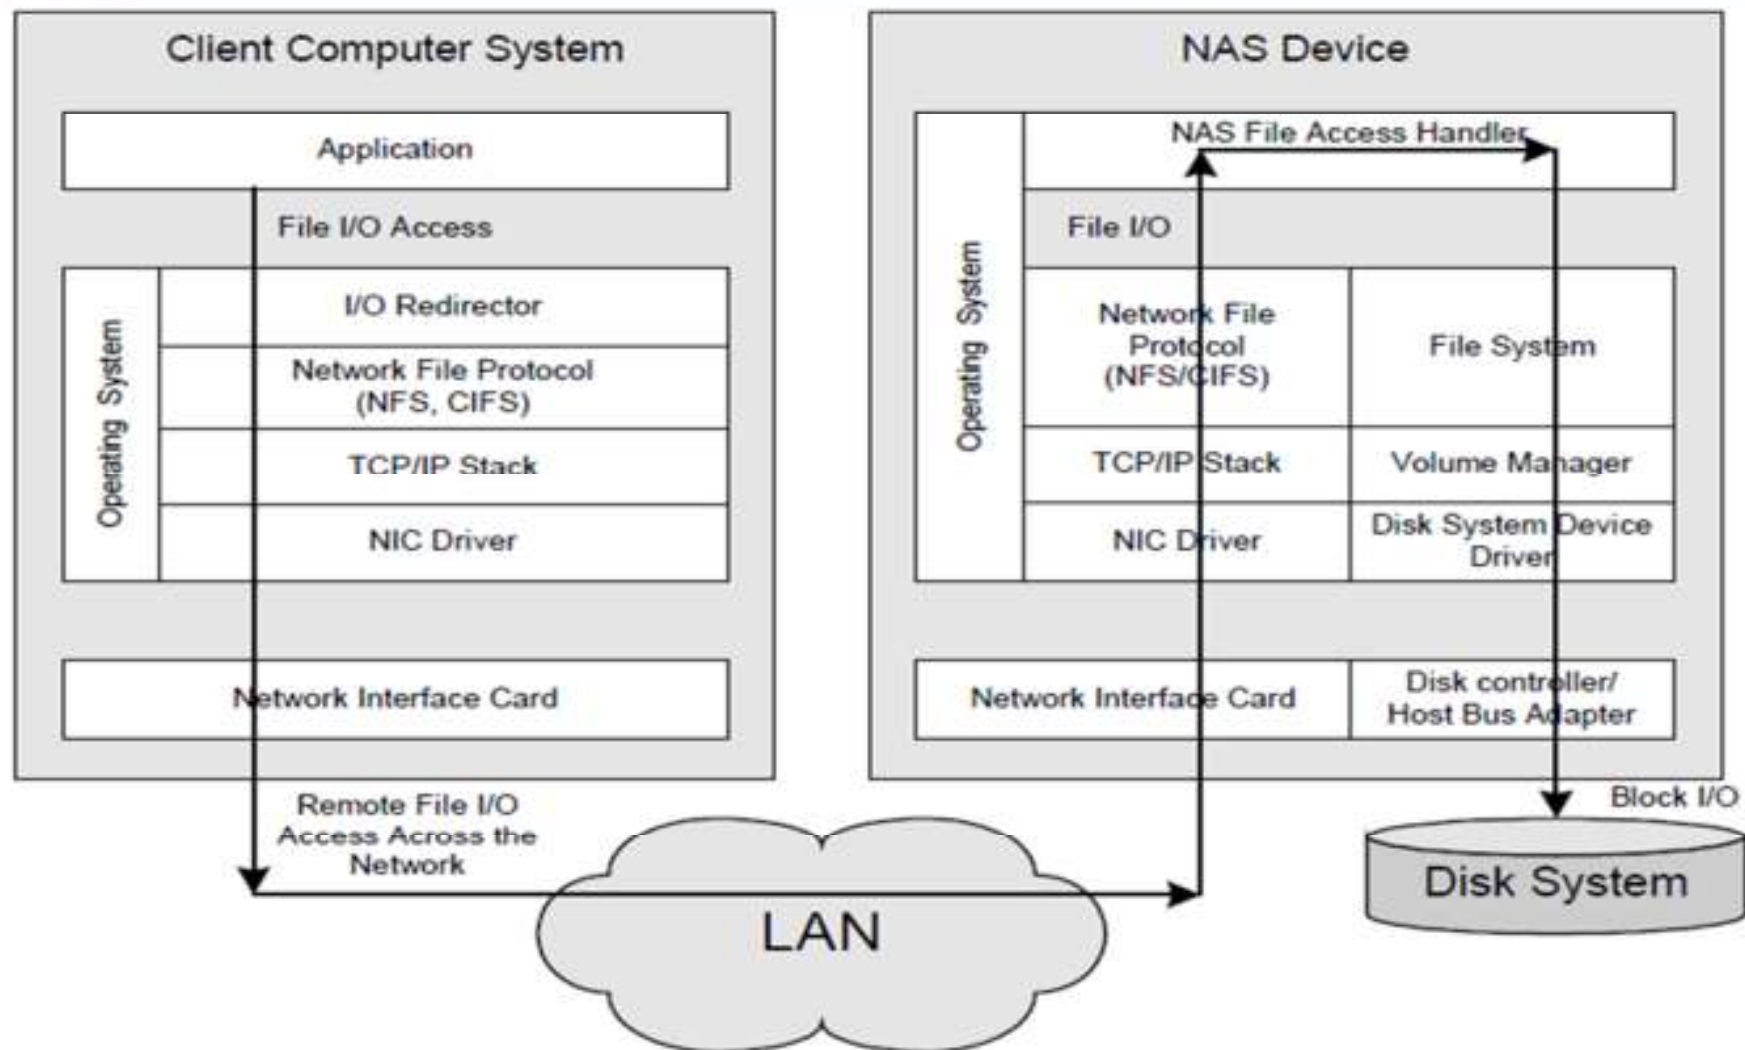 Client Computer System
Application
File I/O Access
Operating System
I/O Redirector
Network File Protocol
(NFS, CIFS)
TCP/IP Stack
NIC Driver
Network Interface Card
Remote File I/O
Access Across the
Network
LAN
NAS Device
NAS File Access Handler
File I/O
Operating System
Network File
Protocol
(NFS/CIFS)
File System
TCP/IP Stack
Volume Manager
NIC Driver
Disk System Device
Driver
Network Interface Card
Disk controller/
Host Bus Adapter
Block I/O
Disk System